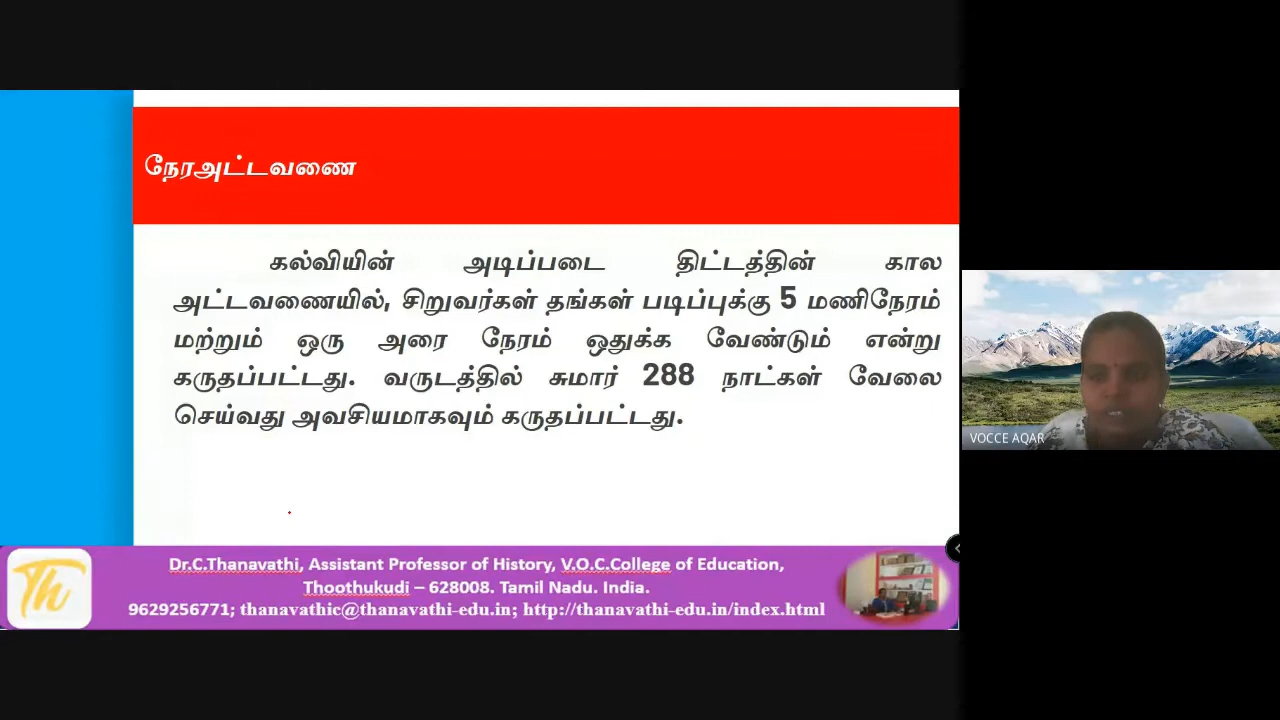 நேரஅட்டவணை
கல்வியின் அடிப்படை திட்டத்தின் கால
அட்டவணையில், சிறுவர்கள் தங்கள் படிப்புக்கு 5 மணிநேரம்
மற்றும் ஒரு அரை நேரம் ஒதுக்க வேண்டும் என்று
கருதப்பட்டது. வருடத்தில் சுமார் 288 நாட்கள் வேலை
செய்வது அவசியமாகவும் கருதப்பட்டது.
VOCCE AQAR
Th
Dr.C.Thanavathi, Assistant Professor of History, V.O.C.College of Education,
Thoothukudi – 628008. Tamil Nadu. India.
9629256771; thanavathic@thanavathi-edu.in; http://thanavathi-edu.in/index.html